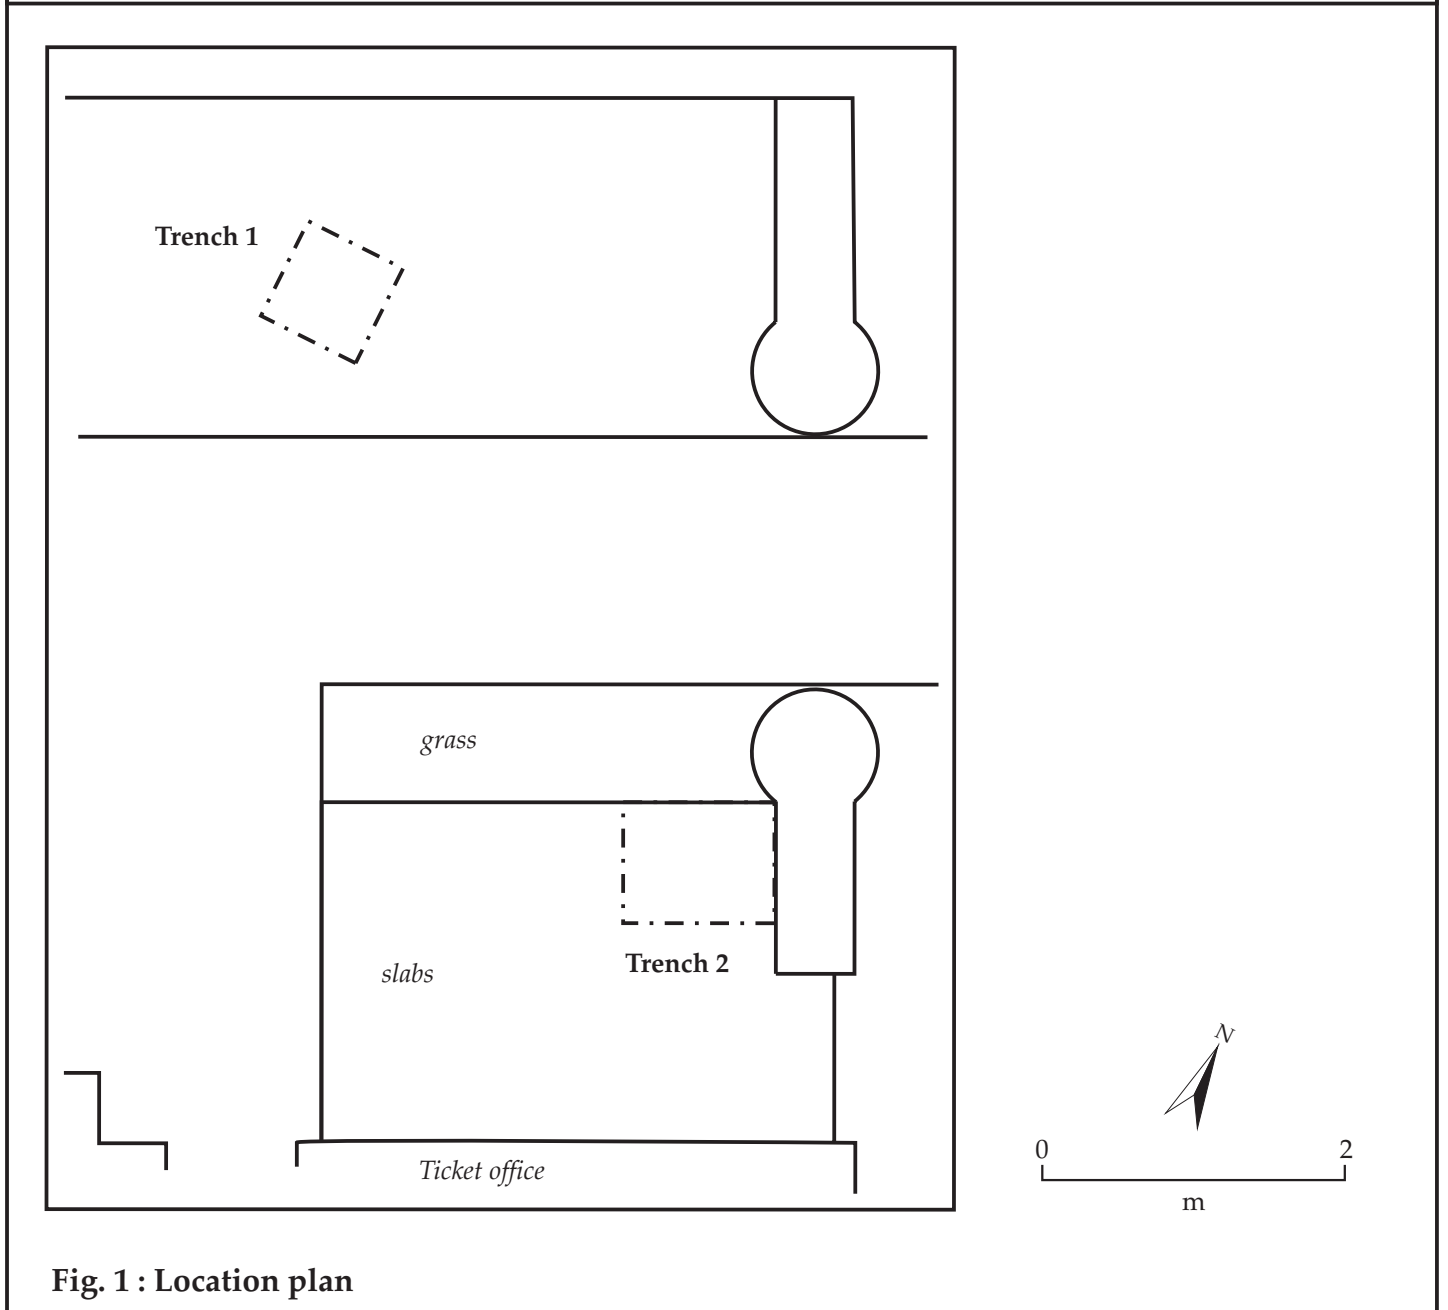 Trench 1
grass
Trench 2
slabs
N
0 2
m
Ticket office
Fig. 1 : Location plan